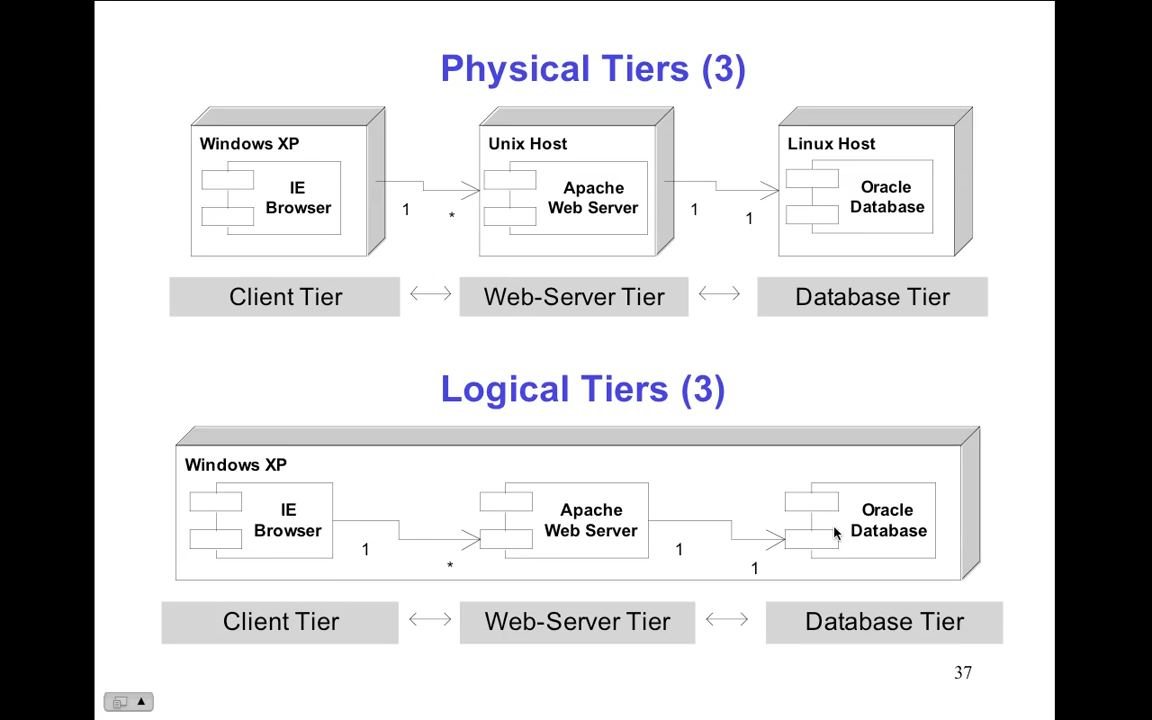 Physical Tiers (3)
Windows XP
IE
Browser
1
*
Unix Host
Apache
Web Server
1
1
Linux Host
Oracle
Database
Client Tier
Web-Server Tier
Database Tier
Logical Tiers (3)
Windows XP
IE
Browser
1
*
Apache
Web Server
1
1
Oracle
Database
Client Tier
Web-Server Tier
Database Tier
37